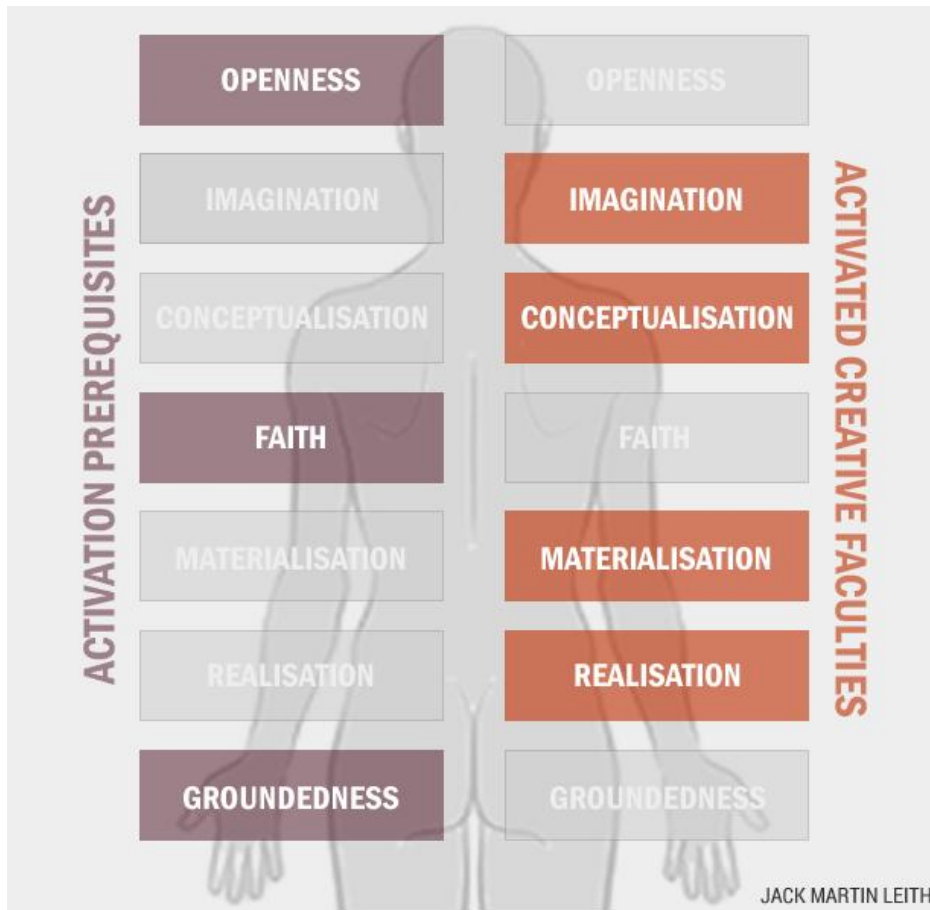 ACTIVATION PREREQUISITES
OPENNESS
IMAGINATION
CONCEPTUALISATION
FAITH
MATERIALISATION
REALISATION
GROUNDEDNESS
OPENNESS
IMAGINATION
CONCEPTUALISATION
FAITH
MATERIALISATION
REALISATION
GROUNDEDNESS
ACTIVATED CREATIVE FACULTIES
JACK MARTIN LEITH